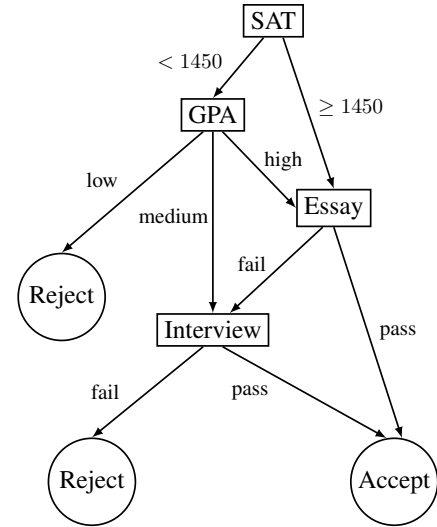 SAT
< 1450
≥ 1450
GPA
high
low
medium
Essay
fail
Reject
Interview
pass
fail
pass
Reject
Accept